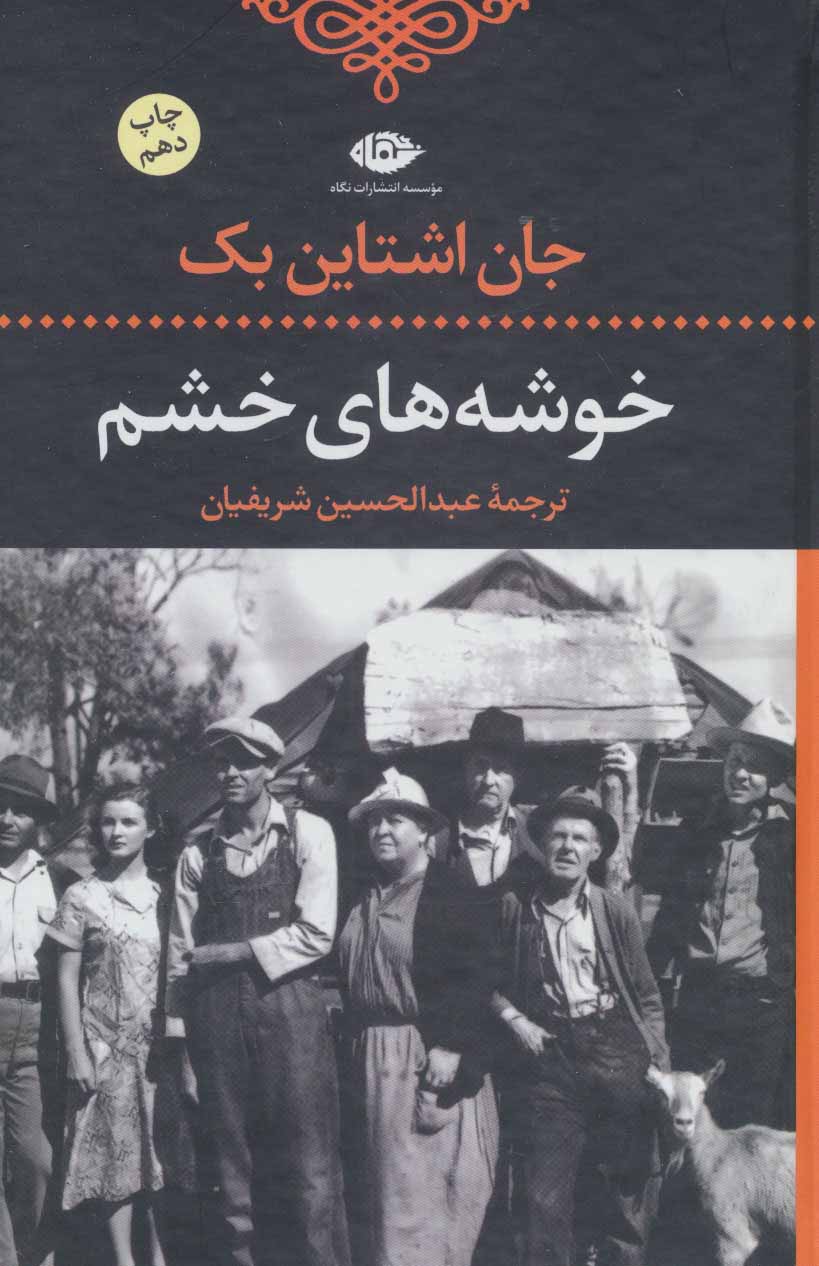 چاپ
دهم
نگاه
مؤسسه انتشارات نگاه
جان اشتاین بک
خوشه‌های خشم
ترجمهٔ عبدالحسین شریفیان